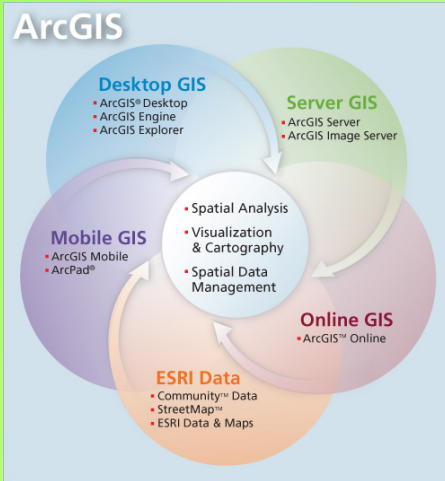 ArcGIS
Desktop GIS
▪ ArcGIS® Desktop
▪ ArcGIS Engine
▪ ArcGIS Explorer
Server GIS
▪ ArcGIS Server
▪ ArcGIS Image Server
▪ Spatial Analysis
▪ Visualization
& Cartography
▪ Spatial Data
Management
Mobile GIS
▪ ArcGIS Mobile
▪ ArcPad®
Online GIS
▪ ArcGIS™ Online
ESRI Data
▪ Community™ Data
▪ StreetMap™
▪ ESRI Data & Maps